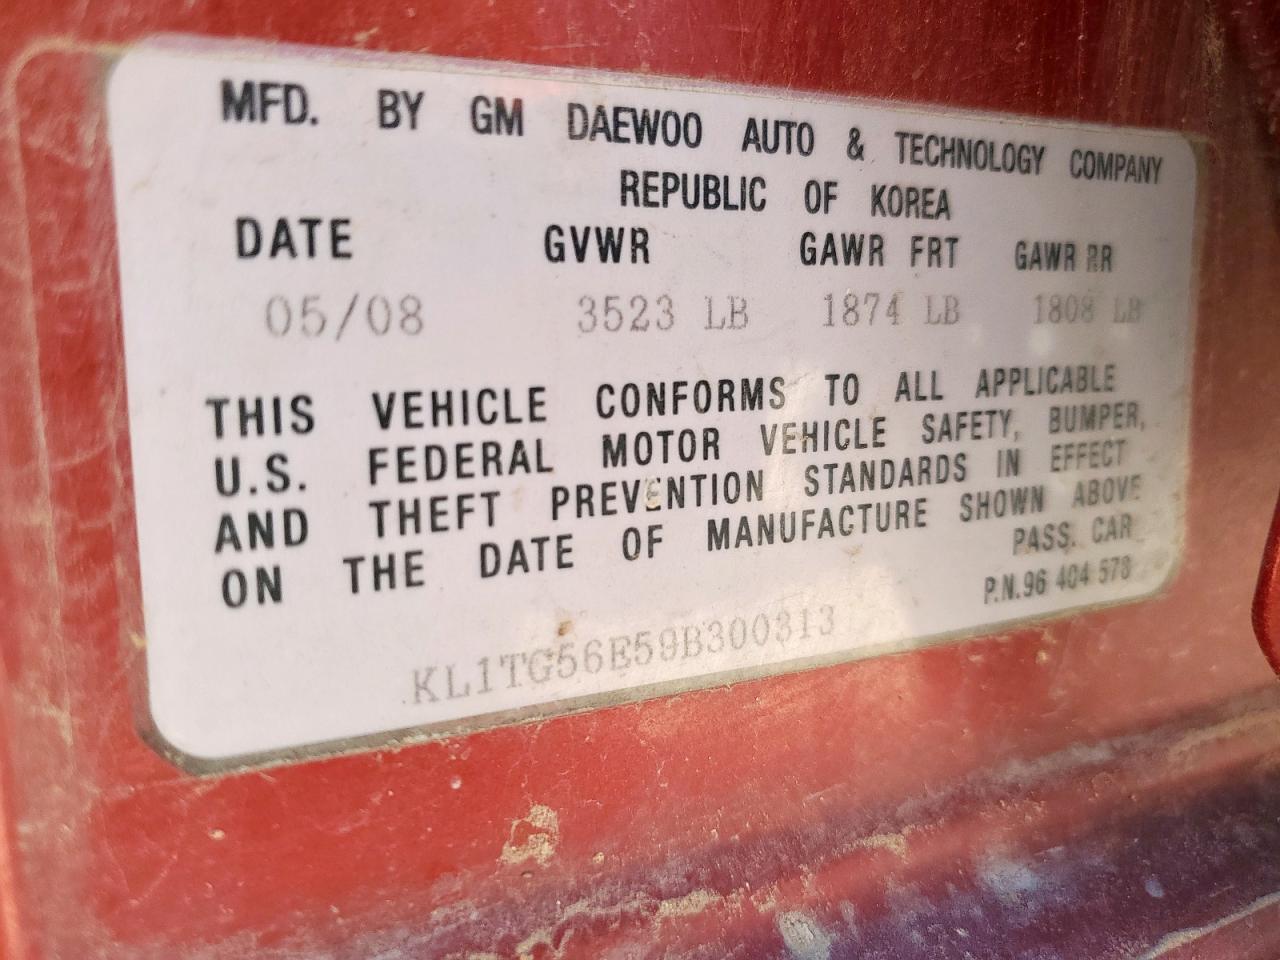 MFD. BY GM DAEWOO AUTO & TECHNOLOGY COMPANY
REPUBLIC OF KOREA
DATE GVWR GAWR FRT GAWR RR
05/08 3523 LB 1874 LB 1808 LB
THIS VEHICLE CONFORMS TO ALL APPLICABLE
U.S. FEDERAL MOTOR VEHICLE SAFETY, BUMPER,
AND THEFT PREVENTION STANDARDS IN EFFECT
ON THE DATE OF MANUFACTURE SHOWN ABOVE
PASS. CAR
P.N.96 404 578
KL1TG56E59B300313